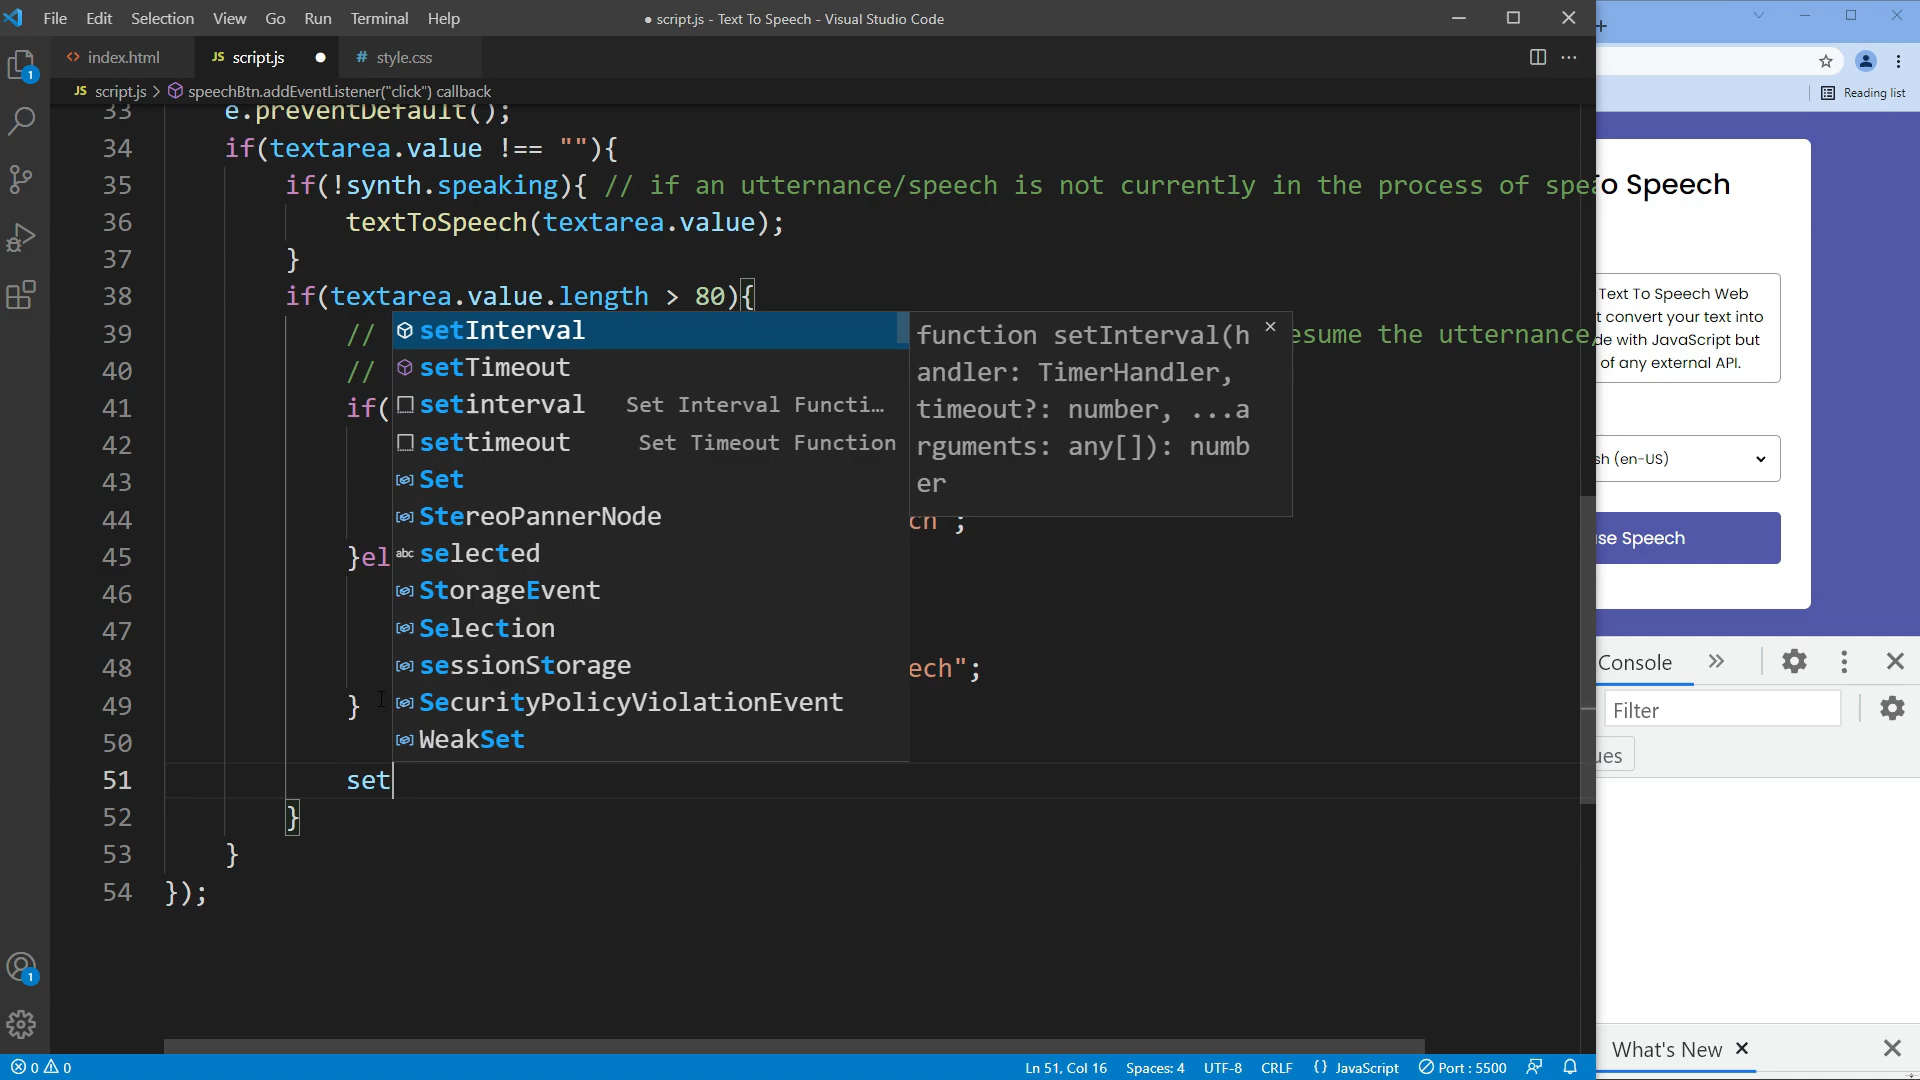 File Edit Selection View Go Run Terminal Help
● script.js - Text To Speech - Visual Studio Code
index.html
JS script.js
# style.css
JS script.js > speechBtn.addEventListener("click") callback
33 e.preventDefault();
34 if(textarea.value !== ""){
35 if(!synth.speaking){ // if an utternance/speech is not currently in the process of spea
36 textToSpeech(textarea.value);
37 }
38 if(textarea.value.length > 80){
39 // esume the utternance/
40 //
41 if(
42
43
44 ch";
45 }el
46
47
48 ech";
49 }
50
51 set
52 }
53 }
54 });
setInterval
setTimeout
setinterval Set Interval Functi…
settimeout Set Timeout Function
Set
StereoPannerNode
abc selected
StorageEvent
Selection
sessionStorage
SecurityPolicyViolationEvent
WeakSet
function setInterval(h
andler: TimerHandler,
timeout?: number, ...a
rguments: any[]): numb
er
1
1
0 0
Ln 51, Col 16 Spaces: 4 UTF-8 CRLF {} JavaScript Port : 5500
Reading list
To Speech
Text To Speech Web
t convert your text into
de with JavaScript but
of any external API.
sh (en-US)
use Speech
Console
Filter
ues
What's New